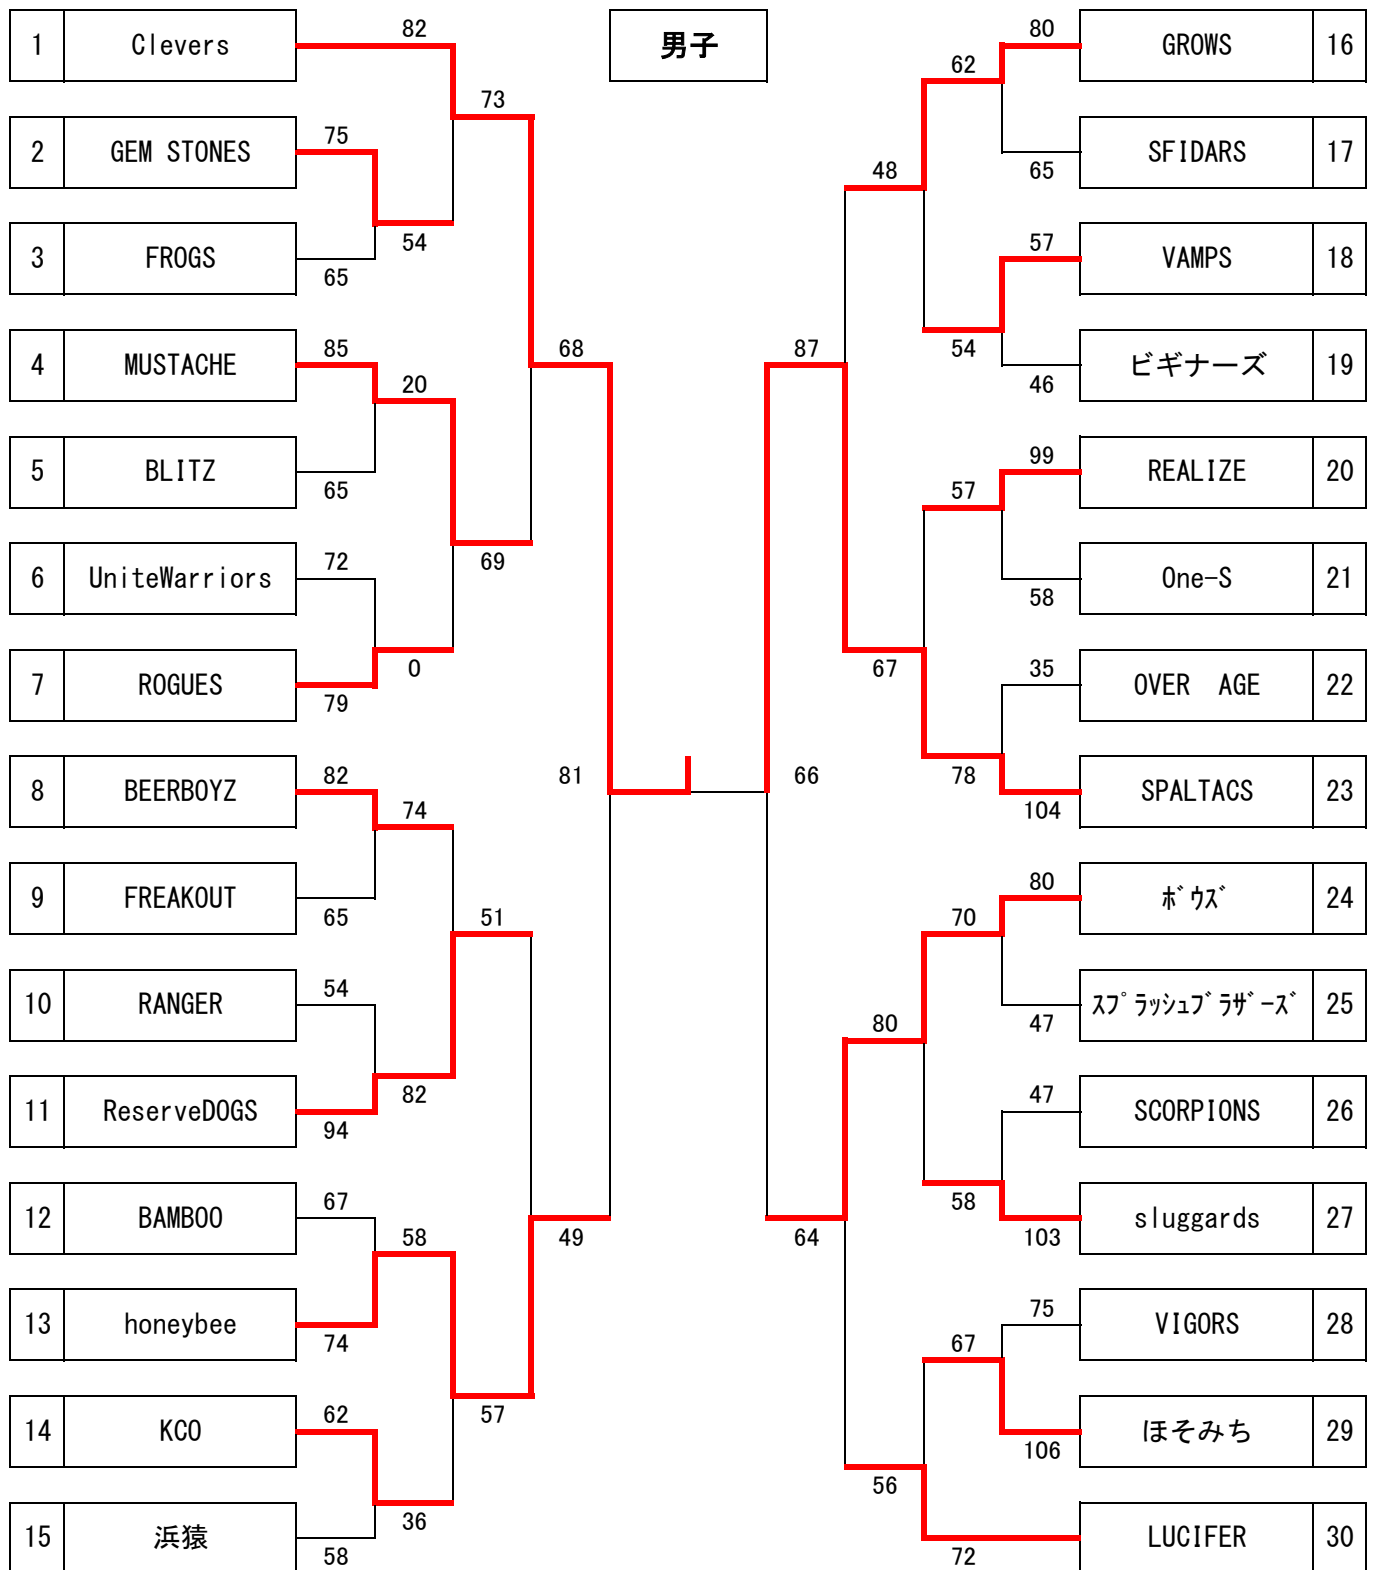 男子
1 Clevers 82
73
2 GEM STONES 75
54
3 FROGS 65
4 MUSTACHE 85
20
68
5 BLITZ 65
69
6 UniteWarriors 72
0
7 ROGUES 79
81
8 BEERBOYZ 82
74
9 FREAKOUT 65
51
10 RANGER 54
82
11 ReserveDOGS 94
12 BAMBOO 67
58
49
13 honeybee 74
57
14 KCO 62
36
15 浜猿 58
80 GROWS 16
62
65 SFIDARS 17
48
57 VAMPS 18
54
87
46 ビギナーズ 19
99 REALIZE 20
57
58 One-S 21
67
35 OVER AGE 22
78
66
104 SPALTACS 23
80 ﾎﾞｳｽﾞ 24
70
47 ｽﾌﾟﾗｯｼｭﾌﾞﾗｻﾞｰｽﾞ 25
80
47 SCORPIONS 26
58
64
103 sluggards 27
75 VIGORS 28
67
106 ほそみち 29
56
72 LUCIFER 30